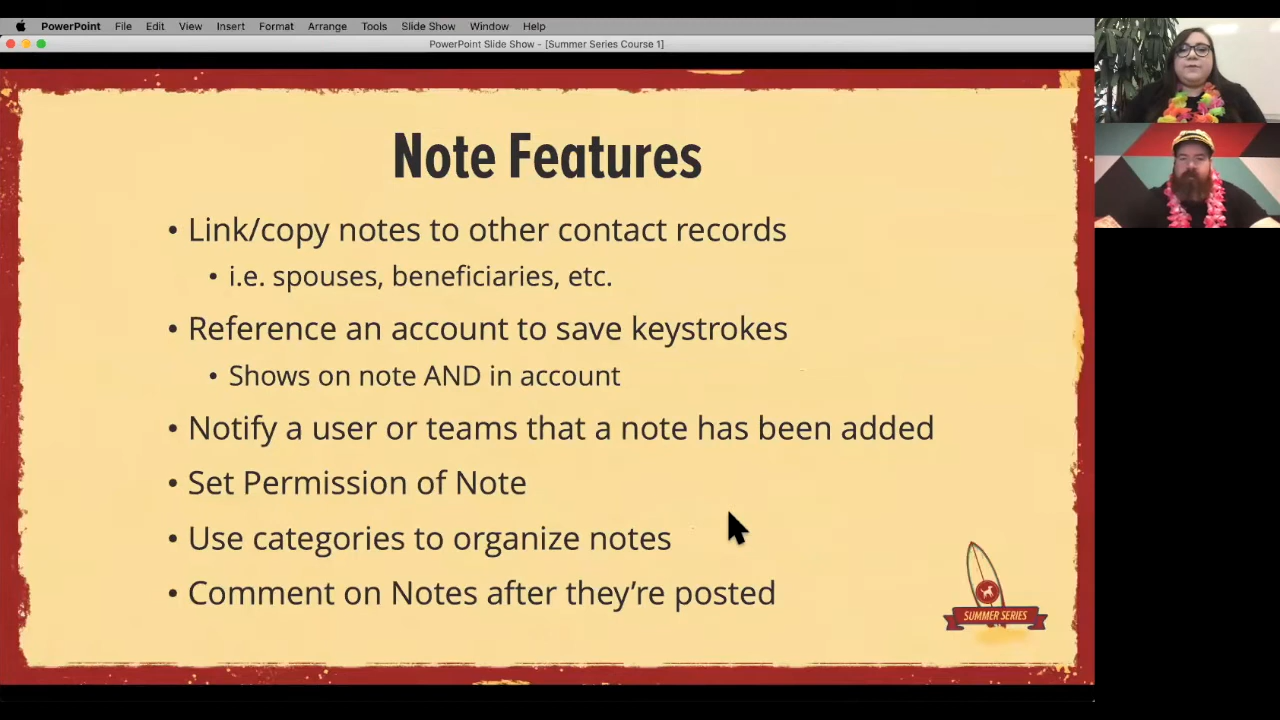 PowerPoint File Edit View Insert Format Arrange Tools Slide Show Window Help
PowerPoint Slide Show - [Summer Series Course 1]
Note Features
• Link/copy notes to other contact records
• i.e. spouses, beneficiaries, etc.
• Reference an account to save keystrokes
• Shows on note AND in account
• Notify a user or teams that a note has been added
• Set Permission of Note
• Use categories to organize notes
• Comment on Notes after they're posted
SUMMER SERIES